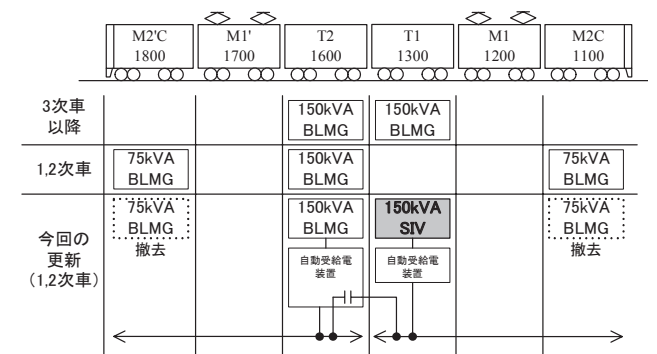 M2'C M1' T2 T1 M1 M2C
1800 1700 1600 1300 1200 1100
3次車
以降
150kVA
BLMG
150kVA
BLMG
1,2次車
75kVA
BLMG
150kVA
BLMG
75kVA
BLMG
今回の
更新
(1,2次車)
75kVA
BLMG
撤去
150kVA
BLMG
自動受給電
装置
150kVA
SIV
自動受給電
装置
75kVA
BLMG
撤去